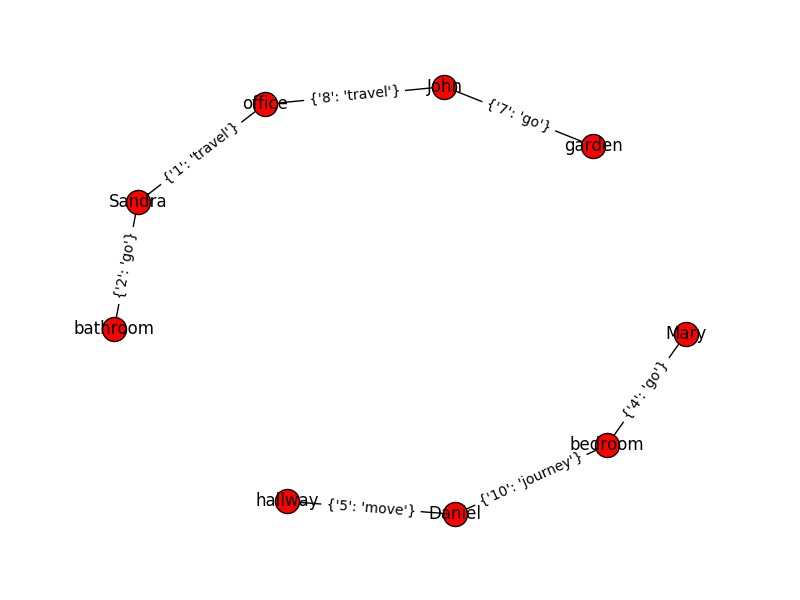 John
office
{'8': 'travel'}
{'7': 'go'}
garden
{'1': 'travel'}
Sandra
{'2': 'go'}
bathroom
Mary
{'4': 'go'}
bedroom
{'10': 'journey'}
hallway
{'5': 'move'}
Daniel